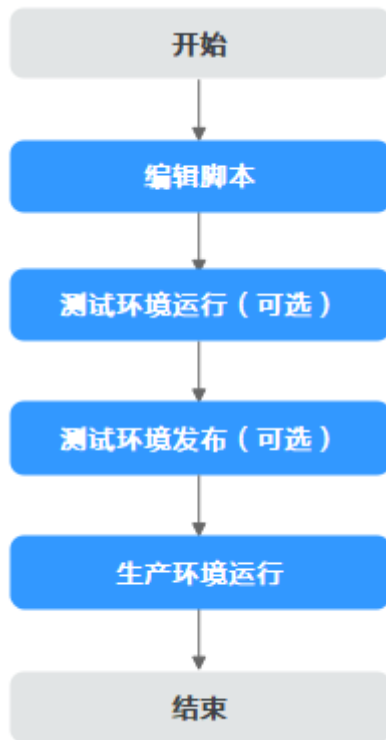 开始
编辑脚本
测试环境运行（可选）
测试环境发布（可选）
生产环境运行
结束